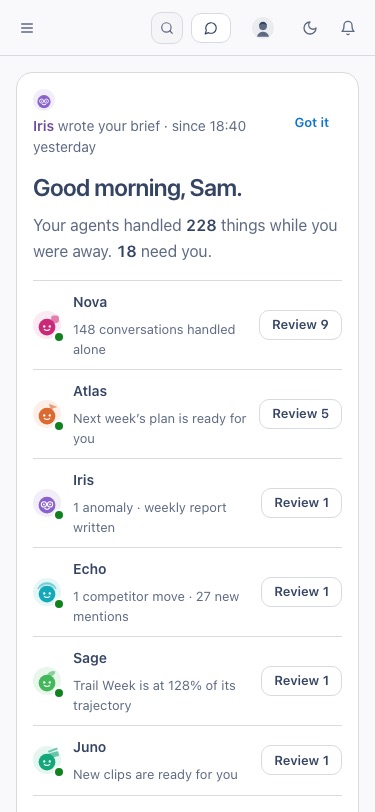 Iris wrote your brief · since 18:40
yesterday
Got it
Good morning, Sam.
Your agents handled 228 things while you
were away. 18 need you.
Nova
148 conversations handled
alone
Review 9
Atlas
Next week's plan is ready for
you
Review 5
Iris
1 anomaly · weekly report
written
Review 1
Echo
1 competitor move · 27 new
mentions
Review 1
Sage
Trail Week is at 128% of its
trajectory
Review 1
Juno
New clips are ready for you
Review 1